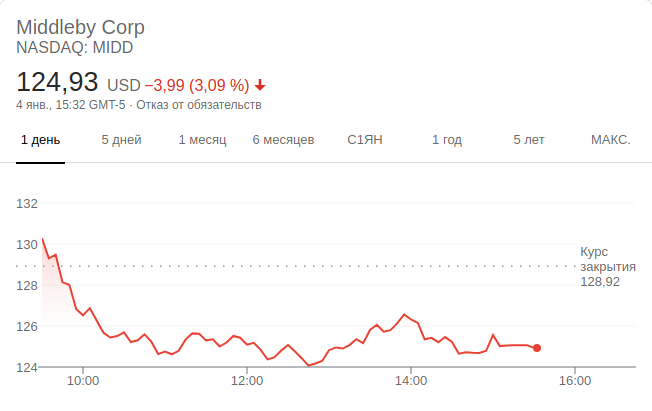 Middleby Corp
NASDAQ: MIDD
124,93 USD −3,99 (3,09 %)
4 янв., 15:32 GMT-5 · Отказ от обязательств
1 день 5 дней 1 месяц 6 месяцев С1ЯН 1 год 5 лет МАКС.
132
130
Курс
закрытия
128,92
128
126
124
10:00 12:00 14:00 16:00